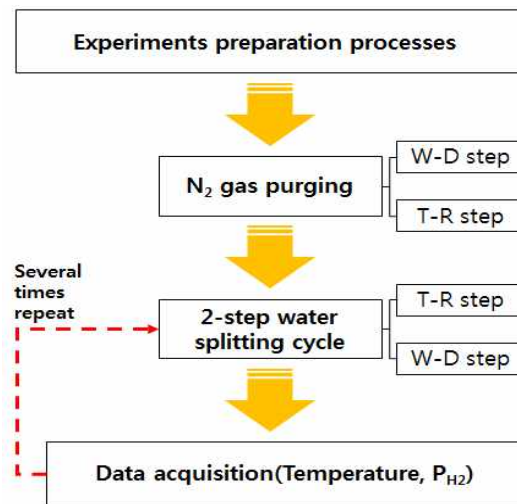 Experiments preparation processes
N₂ gas purging
W-D step
T-R step
Several
times
repeat
2-step water
splitting cycle
T-R step
W-D step
Data acquisition(Temperature, P_H2)